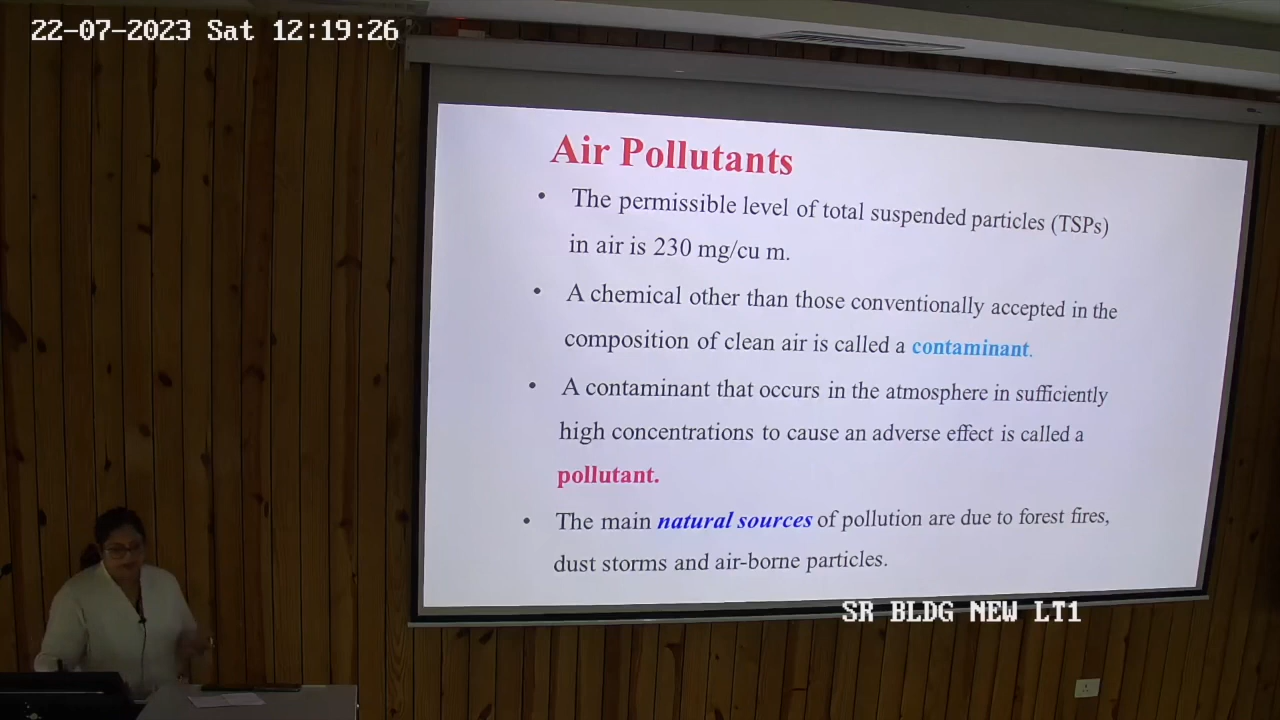 22-07-2023 Sat 12:19:26
Air Pollutants
• The permissible level of total suspended particles (TSPs)
in air is 230 mg/cu m.
• A chemical other than those conventionally accepted in the
composition of clean air is called a contaminant.
• A contaminant that occurs in the atmosphere in sufficiently
high concentrations to cause an adverse effect is called a
pollutant.
• The main natural sources of pollution are due to forest fires,
dust storms and air-borne particles.
SR BLDG NEW LT1